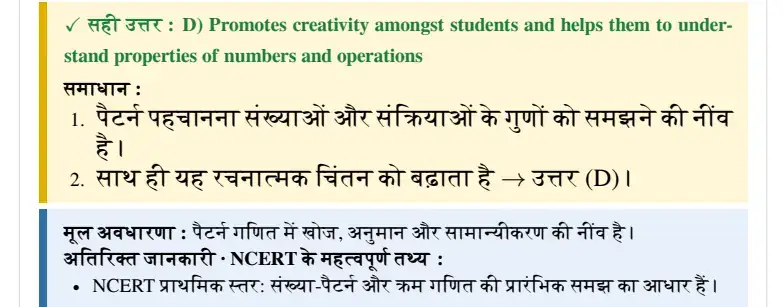 ✓ सही उत्तर : D) Promotes creativity amongst students and helps them to under-
stand properties of numbers and operations
समाधान :
1. पैटर्न पहचानना संख्याओं और संक्रियाओं के गुणों को समझने की नींव
है।
2. साथ ही यह रचनात्मक चिंतन को बढ़ाता है → उत्तर (D)।
मूल अवधारणा : पैटर्न गणित में खोज, अनुमान और सामान्यीकरण की नींव है।
अतिरिक्त जानकारी · NCERT के महत्वपूर्ण तथ्य :
• NCERT प्राथमिक स्तर: संख्या-पैटर्न और क्रम गणित की प्रारंभिक समझ का आधार हैं।